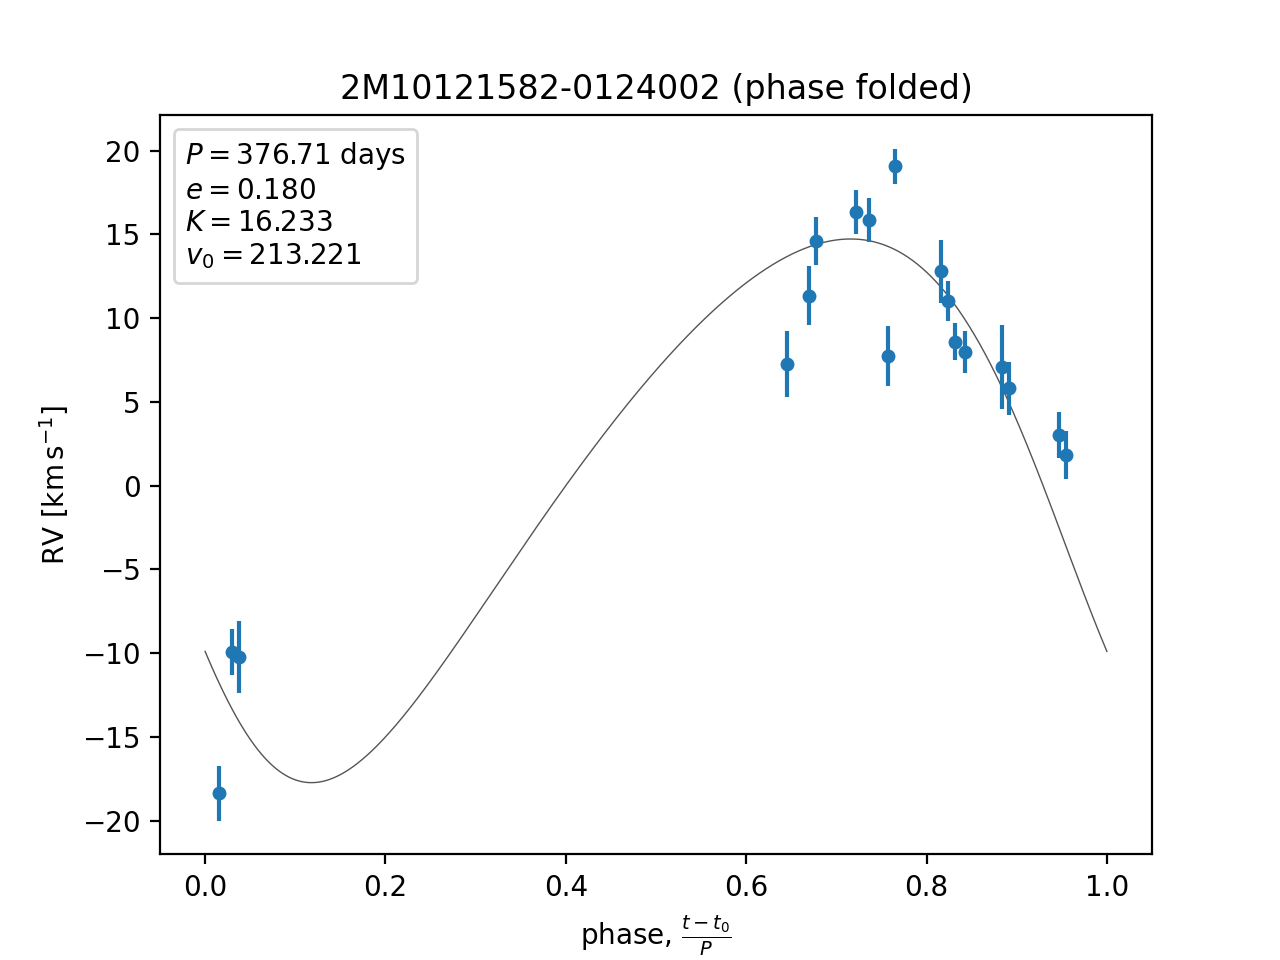 2M10121582-0124002 (phase folded)
P = 376.71 days
e = 0.180
K = 16.233
v₀ = 213.221
20
15
10
5
0
−5
−10
−15
−20
RV [km s⁻¹]
0.0 0.2 0.4 0.6 0.8 1.0
phase, (t − t₀)/P